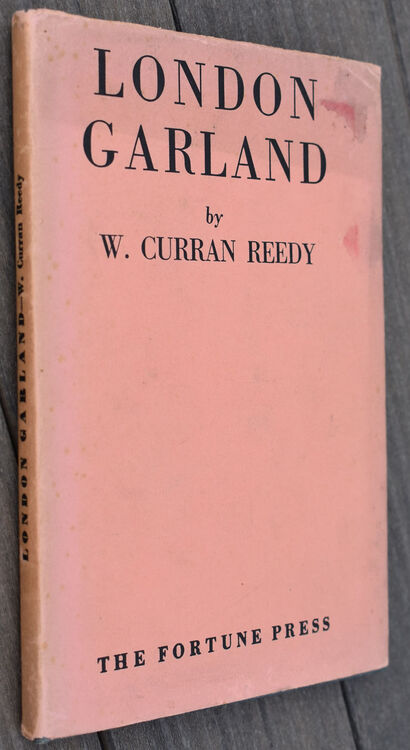 LONDON
GARLAND
by
W. CURRAN REEDY
THE FORTUNE PRESS
LONDON GARLAND—W. Curran Reedy